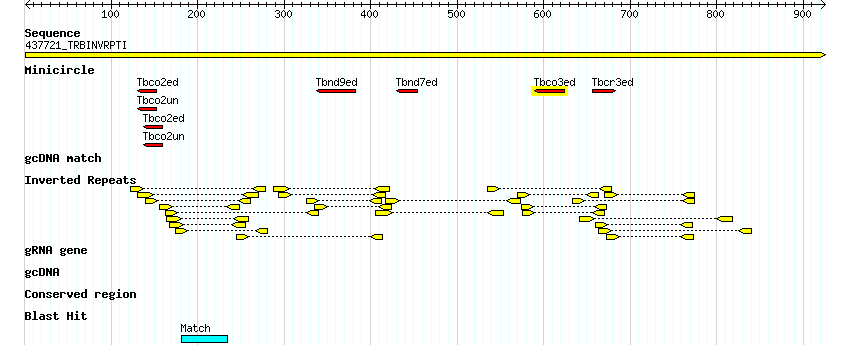 100 200 300 400 500 600 700 800 900
Sequence
437721_TRBINVRPTI
Minicircle
Tbco2ed Tbnd9ed Tbnd7ed Tbco3ed Tbcr3ed
Tbco2un
Tbco2ed
Tbco2un
gcDNA match
Inverted Repeats
gRNA gene
gcDNA
Conserved region
Blast Hit
Match